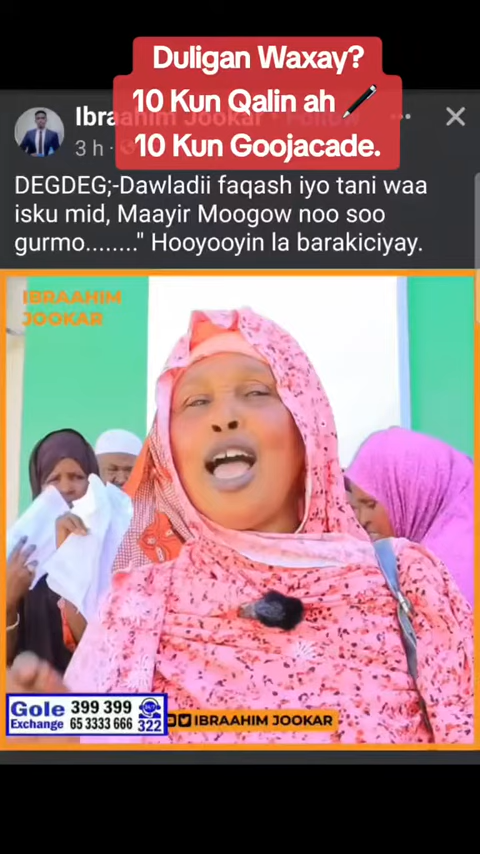 Duligan Waxay?
10 Kun Qalin ah 🖊
10 Kun Goojacade.
Ibraahim Jookar
3 h
DEGDEG;-Dawladii faqash iyo tani waa
isku mid, Maayir Moogow noo soo
gurmo........" Hooyooyin la barakiciyay.
IBRAAHIM
JOOKAR
Gole 399 399
Exchange 65 3333 666
322
IBRAAHIM JOOKAR